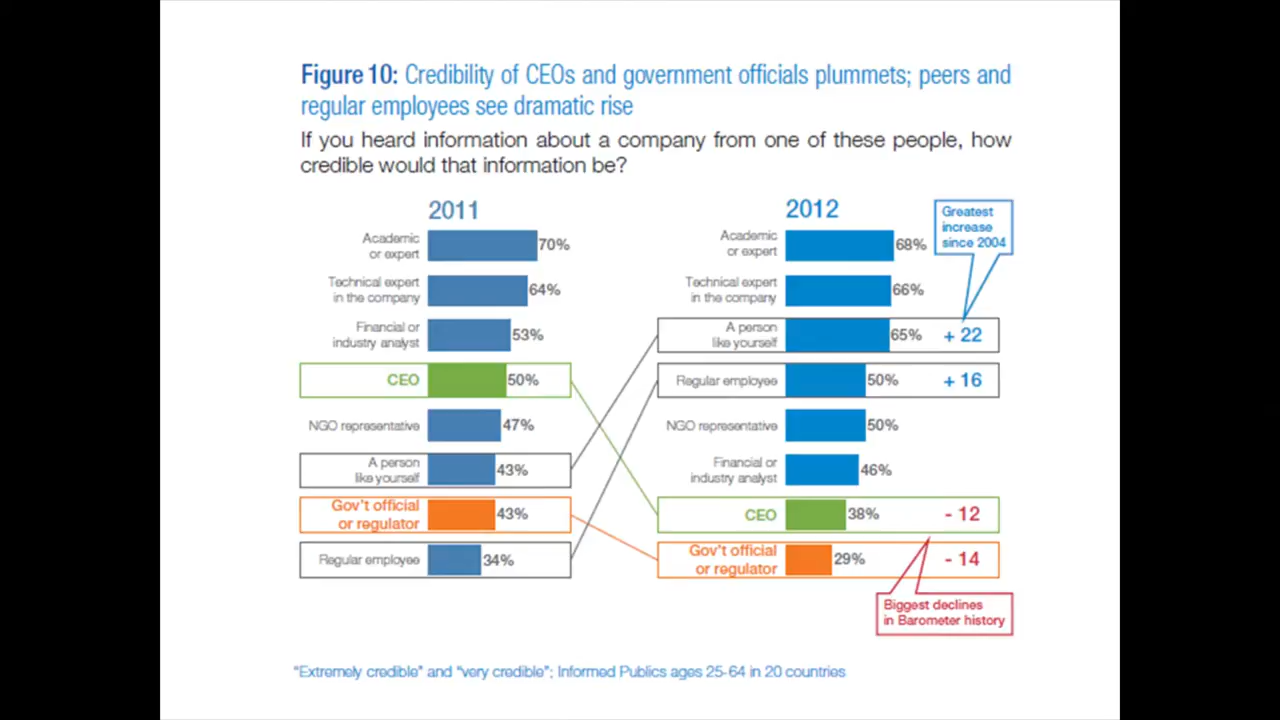 Figure 10: Credibility of CEOs and government officials plummets; peers and
regular employees see dramatic rise
If you heard information about a company from one of these people, how
credible would that information be?
2011
Academic
or expert
70%
Technical expert
in the company
64%
Financial or
industry analyst
53%
CEO
50%
NGO representative
47%
A person
like yourself
43%
Gov't official
or regulator
43%
Regular employee
34%
2012
Greatest
increase
since 2004
Academic
or expert
68%
Technical expert
in the company
66%
A person
like yourself
65%
+ 22
Regular employee
50%
+ 16
NGO representative
50%
Financial or
industry analyst
46%
CEO
38%
- 12
Gov't official
or regulator
29%
- 14
Biggest declines
in Barometer history
"Extremely credible" and "very credible"; Informed Publics ages 25-64 in 20 countries